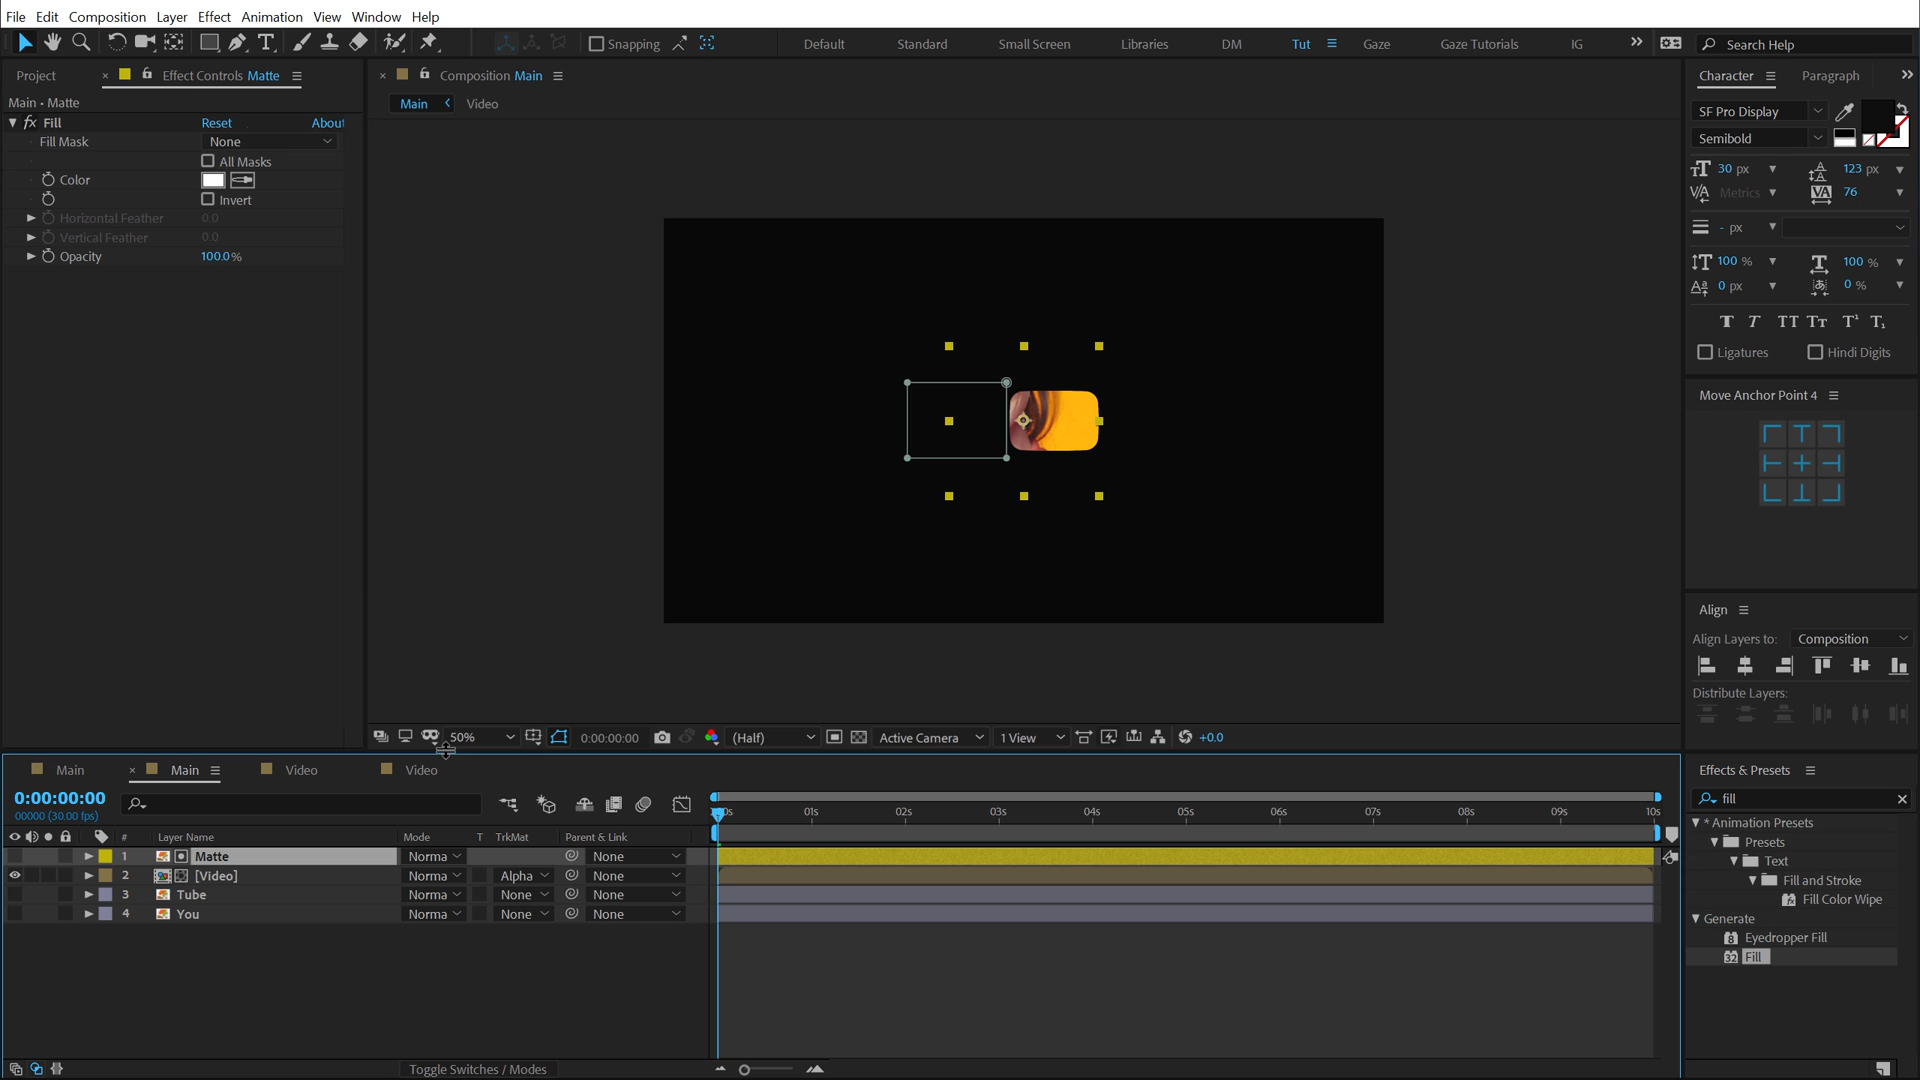 File Edit Composition Layer Effect Animation View Window Help
Snapping Default Standard Small Screen Libraries DM Tut Gaze Gaze Tutorials IG Search Help
Project Effect Controls Matte
Main • Matte
Fill Reset About
Fill Mask None
All Masks
Color
Invert
Horizontal Feather 0.0
Vertical Feather 0.0
Opacity 100.0%
Composition Main
Main Video
50% 0:00:00:00 (Half) Active Camera 1 View +0.0
Character Paragraph
SF Pro Display
Semibold
30 px 123 px
Metrics 76
- px
100 % 100 %
0 px 0 %
Ligatures Hindi Digits
Move Anchor Point 4
Align
Align Layers to: Composition
Distribute Layers:
Main Main Video Video
0:00:00:00
00000 (30.00 fps)
# Layer Name Mode T TrkMat Parent & Link
1 Matte Norma None
2 [Video] Norma Alpha None
3 Tube Norma None None
4 You Norma None None
01s 02s 03s 04s 05s 06s 07s 08s 09s 10s
Toggle Switches / Modes
Effects & Presets
fill
* Animation Presets
Presets
Text
Fill and Stroke
Fill Color Wipe
Generate
Eyedropper Fill
Fill